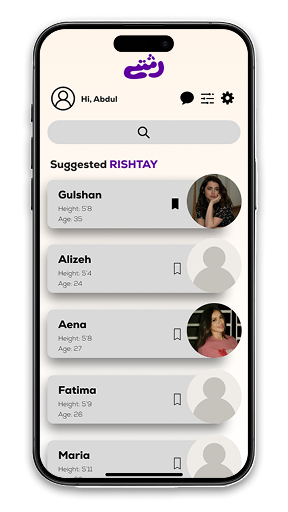 رشتے
Hi, Abdul
Suggested RISHTAY
Gulshan
Height: 5'8
Age: 35
Alizeh
Height: 5'4
Age: 24
Aena
Height: 5'8
Age: 27
Fatima
Height: 5'9
Age: 26
Maria
Height: 5'11